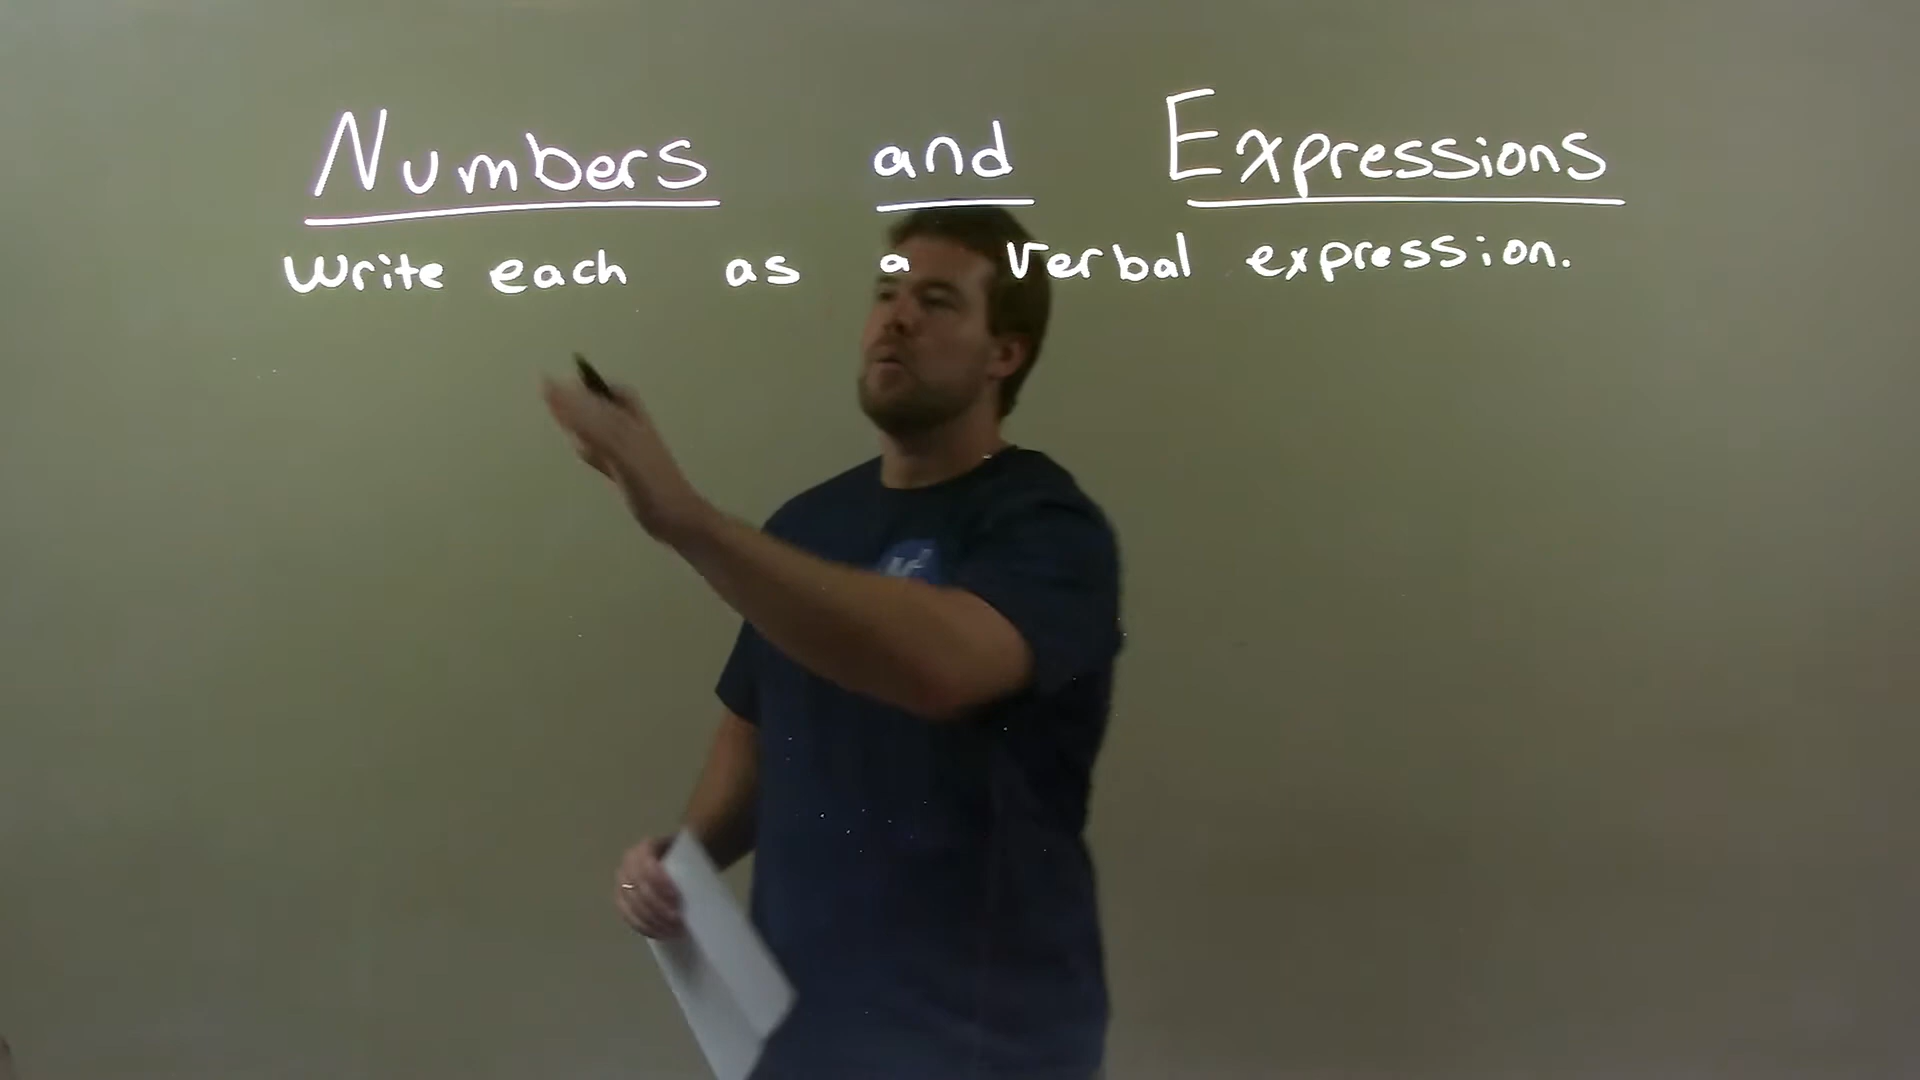 Numbers and Expressions
Write each as a verbal expression.